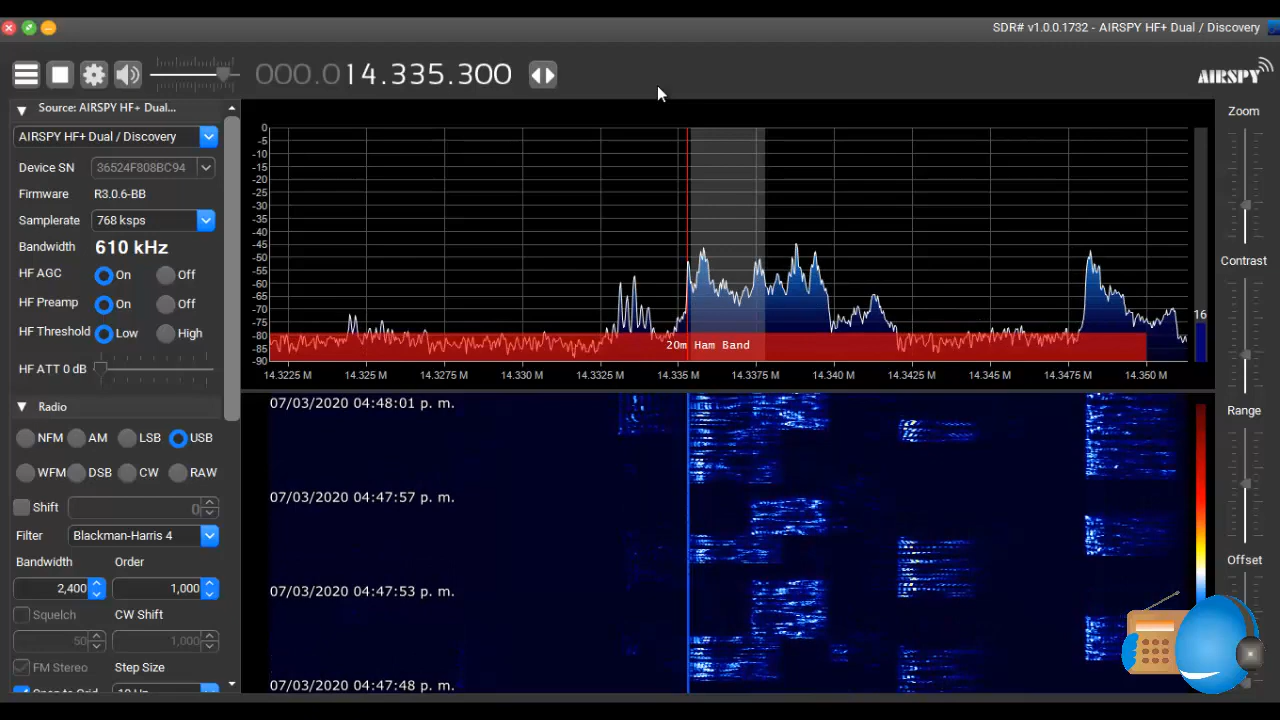 SDR# v1.0.0.1732 - AIRSPY HF+ Dual / Discovery
000.014.335.300
AIRSPY
Source: AIRSPY HF+ Dual...
AIRSPY HF+ Dual / Discovery
Device SN 36524F808BC94
Firmware R3.0.6-BB
Samplerate 768 ksps
Bandwidth 610 kHz
HF AGC On Off
HF Preamp On Off
HF Threshold Low High
HF ATT 0 dB
Radio
NFM AM LSB USB
WFM DSB CW RAW
Shift 0
Filter Blackman-Harris 4
Bandwidth Order
2,400 1,000
Squelch CW Shift
50 1,000
FM Stereo Step Size
Snap to Grid 10 Hz
0
-5
-10
-15
-20
-25
-30
-35
-40
-45
-50
-55
-60
-65
-70
-75
-80
-85
-90
20m Ham Band
16
14.3225 M 14.325 M 14.3275 M 14.330 M 14.3325 M 14.335 M 14.3375 M 14.340 M 14.3425 M 14.345 M 14.3475 M 14.350 M
07/03/2020 04:48:01 p. m.
07/03/2020 04:47:57 p. m.
07/03/2020 04:47:53 p. m.
07/03/2020 04:47:48 p. m.
Zoom
Contrast
Range
Offset